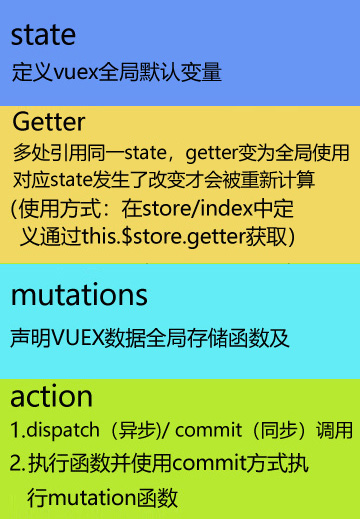 state
定义vuex全局默认变量
Getter
多处引用同一state，getter变为全局使用
对应state发生了改变才会被重新计算
（使用方式：在store/index中定
义通过this.$store.getter获取）
mutations
声明VUEX数据全局存储函数及
action
1.dispatch（异步)/ commit（同步）调用
2.执行函数并使用commit方式执
行mutation函数